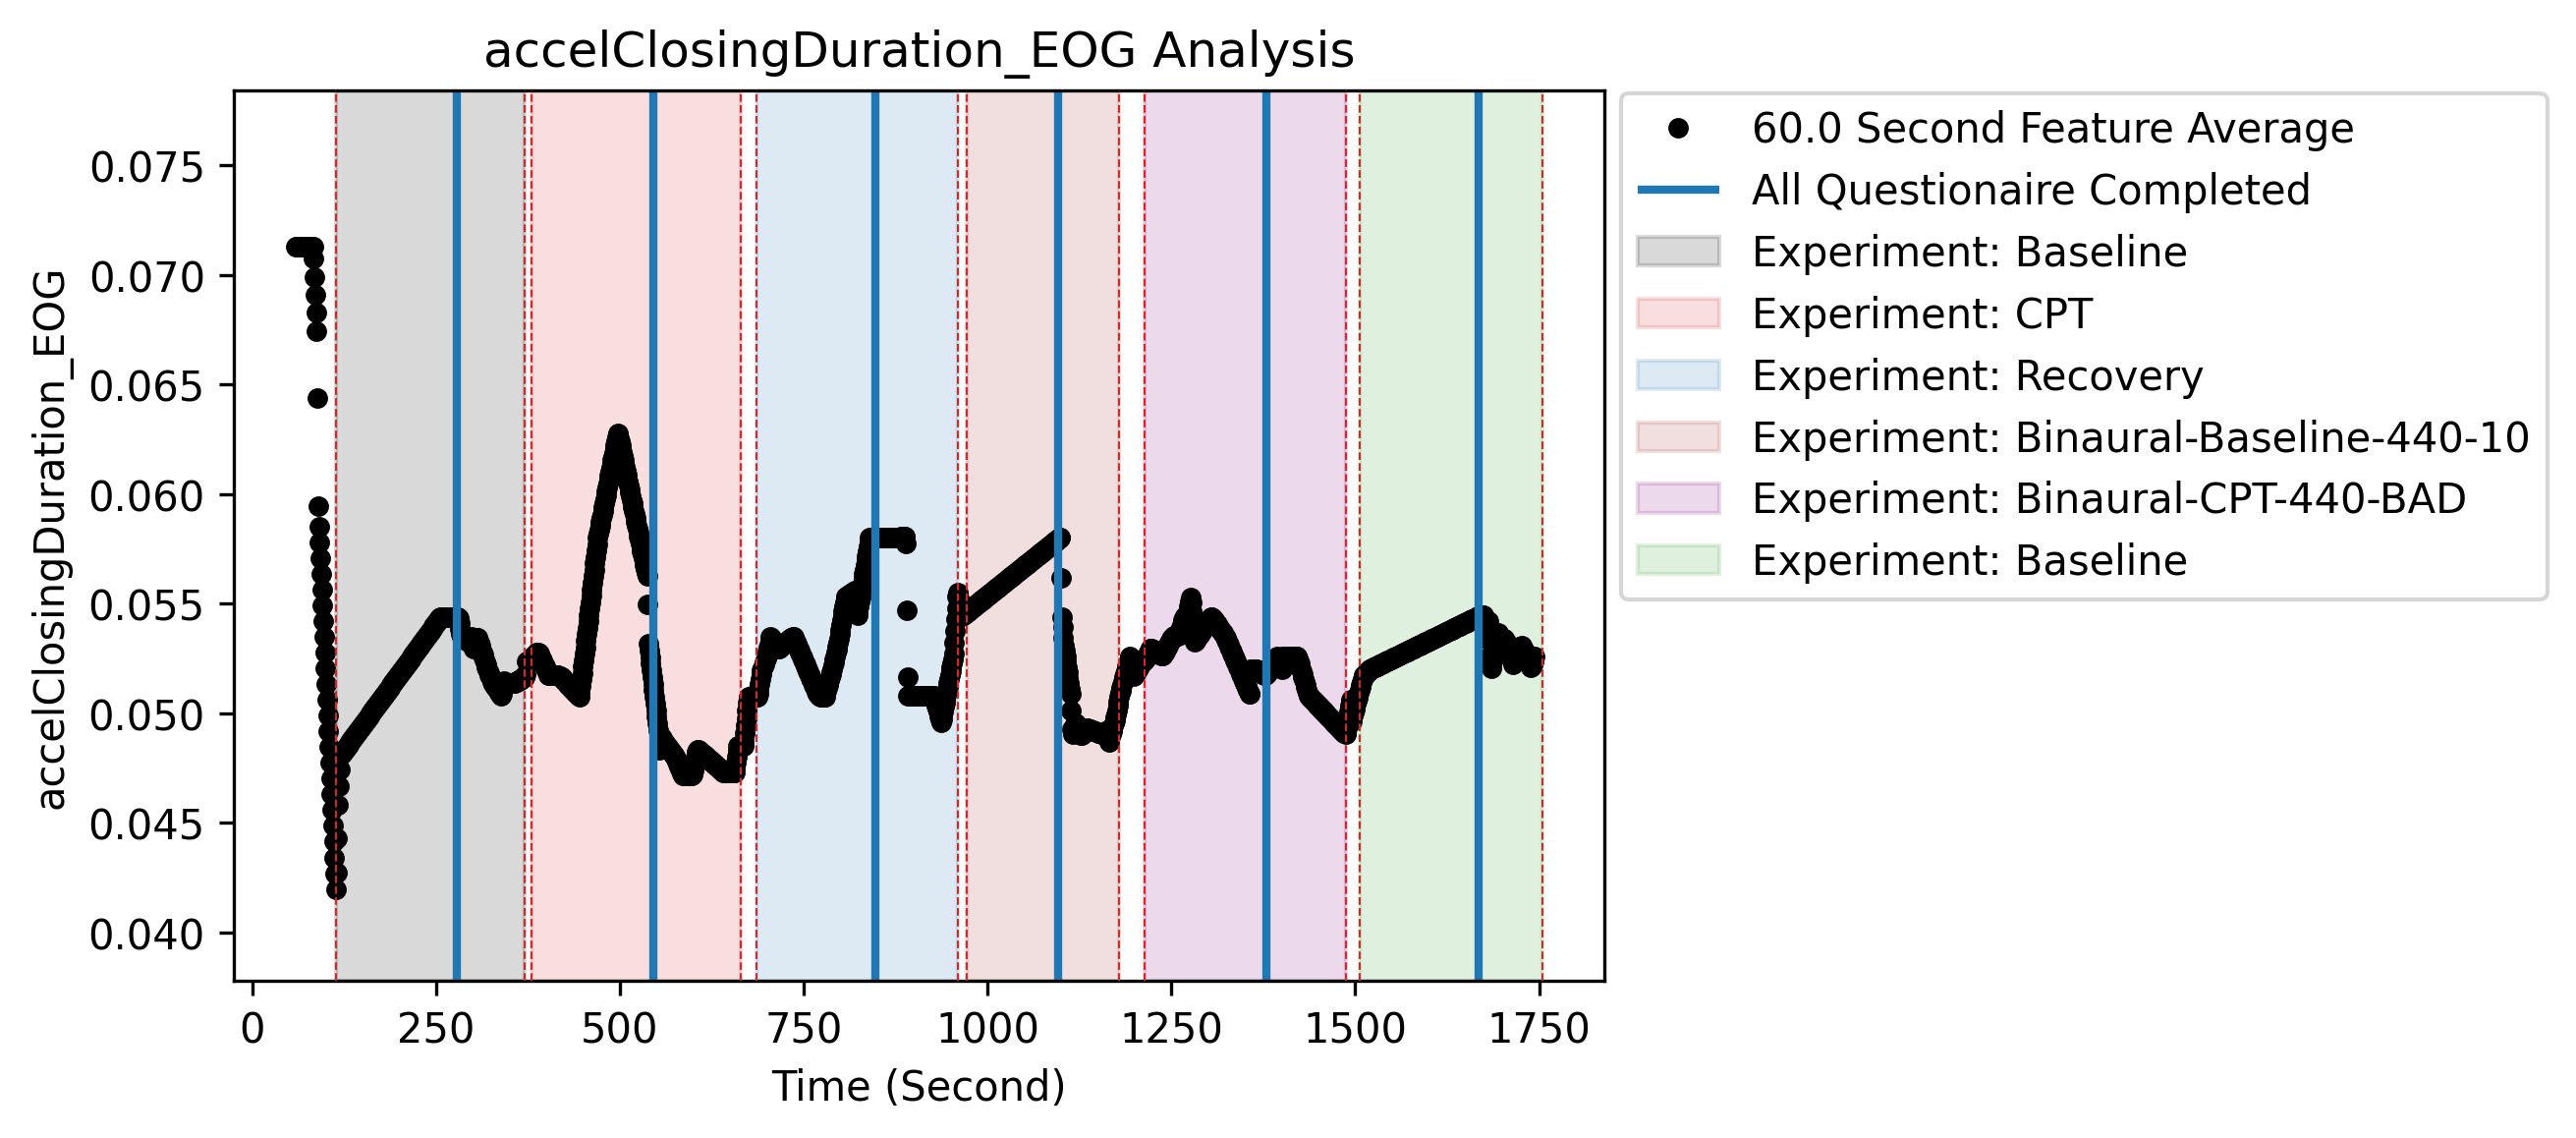 accelClosingDuration_EOG Analysis
accelClosingDuration_EOG
0.075
0.070
0.065
0.060
0.055
0.050
0.045
0.040
0
250
500
750
1000
1250
1500
1750
Time (Second)
60.0 Second Feature Average
All Questionaire Completed
Experiment: Baseline
Experiment: CPT
Experiment: Recovery
Experiment: Binaural-Baseline-440-10
Experiment: Binaural-CPT-440-BAD
Experiment: Baseline